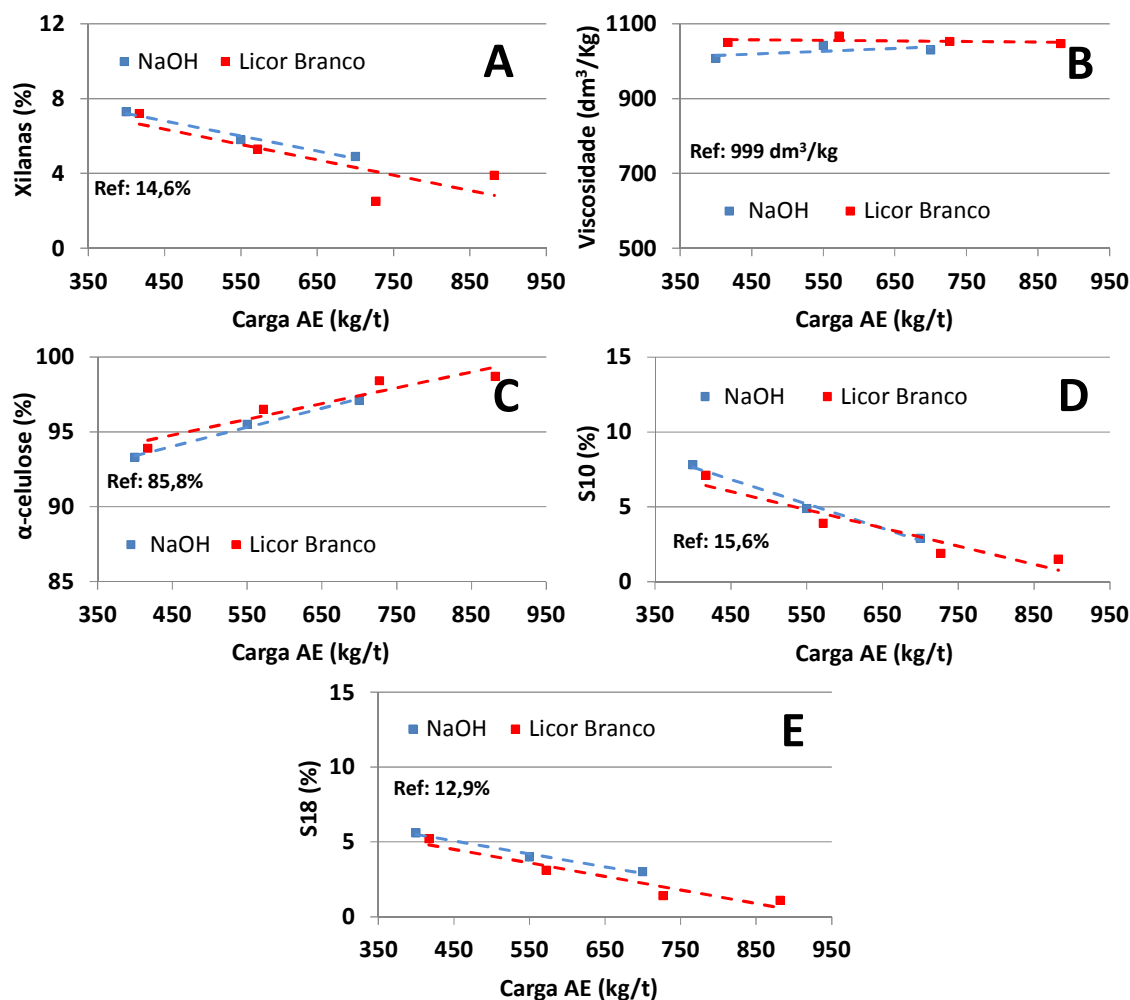 12
8
4
0
Xilanas (%)
NaOH Licor Branco
A
Ref: 14,6%
350 450 550 650 750 850 950
Carga AE (kg/t)
1100
900
700
500
Viscosidade (dm³/Kg)
B
Ref: 999 dm³/kg
NaOH Licor Branco
350 450 550 650 750 850 950
Carga AE (kg/t)
100
95
90
85
α-celulose (%)
C
Ref: 85,8%
NaOH Licor Branco
350 450 550 650 750 850 950
Carga AE (kg/t)
15
10
5
0
S10 (%)
NaOH Licor Branco
D
Ref: 15,6%
350 450 550 650 750 850 950
Carga AE (kg/t)
15
10
5
0
S18 (%)
NaOH Licor Branco
E
Ref: 12,9%
350 450 550 650 750 850 950
Carga AE (kg/t)